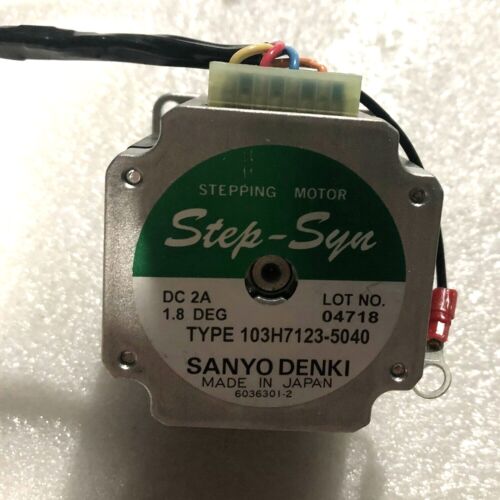 STEPPING MOTOR
Step-Syn
DC 2A LOT NO.
1.8 DEG 04718
TYPE 103H7123-5040
SANYO DENKI
MADE IN JAPAN
6036301-2